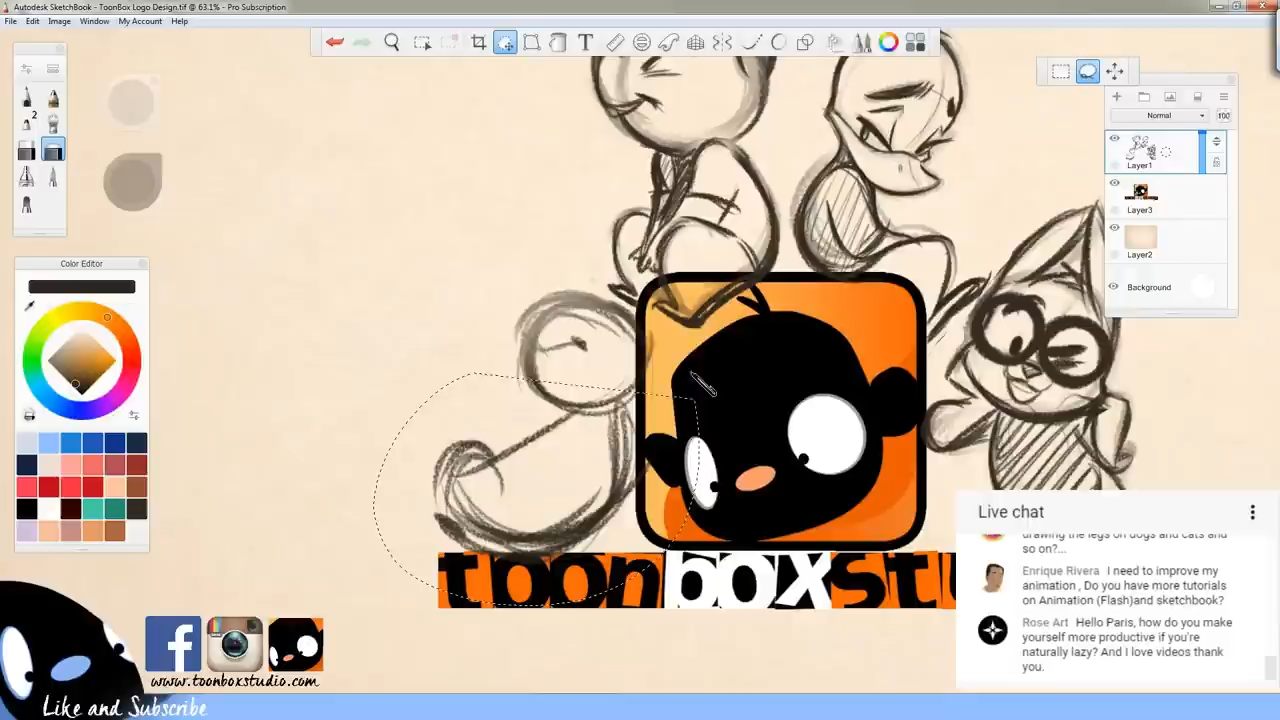 Autodesk SketchBook - ToonBox Logo Design.tif @ 63.1% - Pro Subscription
File Edit Image Window My Account Help
T
2
Normal
100
Layer1
Layer3
Layer2
Background
Color Editor
toonboxstu
Live chat
drawing the legs on dogs and cats and
so on?...
Enrique Rivera I need to improve my
animation , Do you have more tutorials
on Animation (Flash)and sketchbook?
Rose Art Hello Paris, how do you make
yourself more productive if you're
naturally lazy? And I love videos thank
you.
f
www.toonboxstudio.com
Like and Subscribe